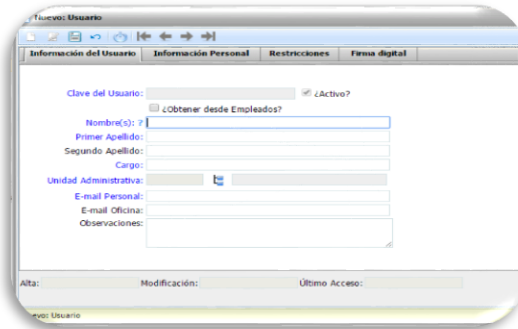 Nuevo: Usuario
Información del Usuario Información Personal Restricciones Firma digital
Clave del Usuario: ¿Activo?
¿Obtener desde Empleados?
Nombre(s): ?
Primer Apellido:
Segundo Apellido:
Cargo:
Unidad Administrativa:
E-mail Personal:
E-mail Oficina:
Observaciones:
Alta: Modificación: Último Acceso:
evo: Usuario